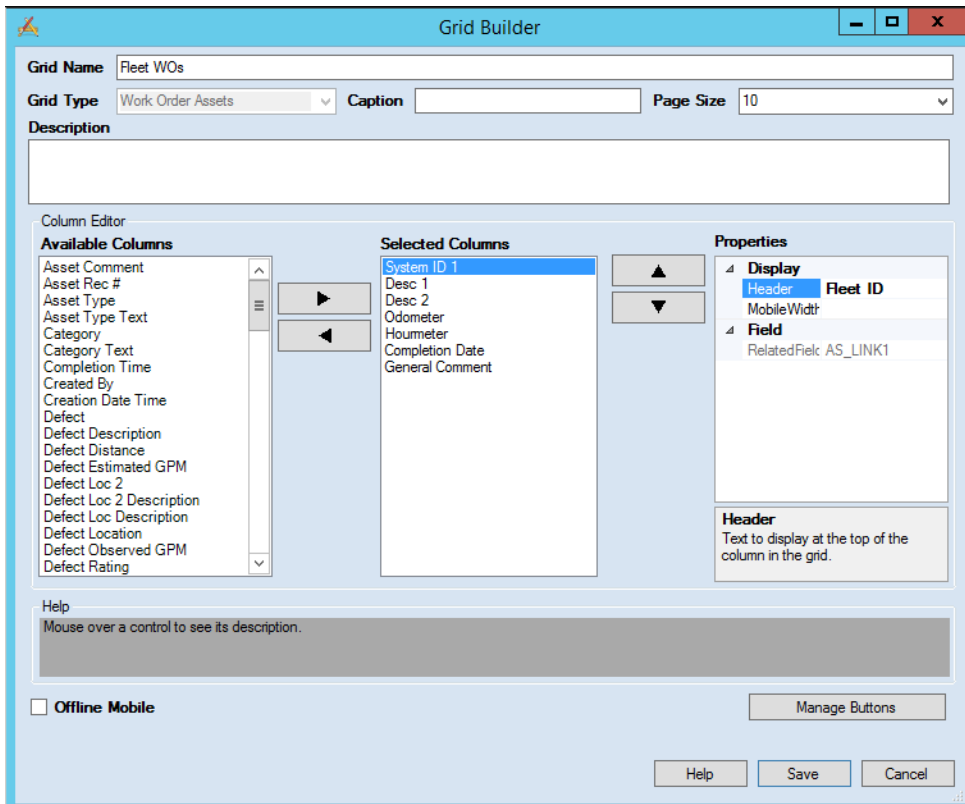 Grid Builder
Grid Name Fleet WOs
Grid Type Work Order Assets Caption Page Size 10
Description
Column Editor
Available Columns
Asset Comment
Asset Rec #
Asset Type
Asset Type Text
Category
Category Text
Completion Time
Created By
Creation Date Time
Defect
Defect Description
Defect Distance
Defect Estimated GPM
Defect Loc 2
Defect Loc 2 Description
Defect Loc Description
Defect Location
Defect Observed GPM
Defect Rating
Selected Columns
System ID 1
Desc 1
Desc 2
Odometer
Hourmeter
Completion Date
General Comment
Properties
Display
Header Fleet ID
MobileWidth
Field
RelatedField AS_LINK1
Header
Text to display at the top of the
column in the grid.
Help
Mouse over a control to see its description.
Offline Mobile
Manage Buttons
Help Save Cancel